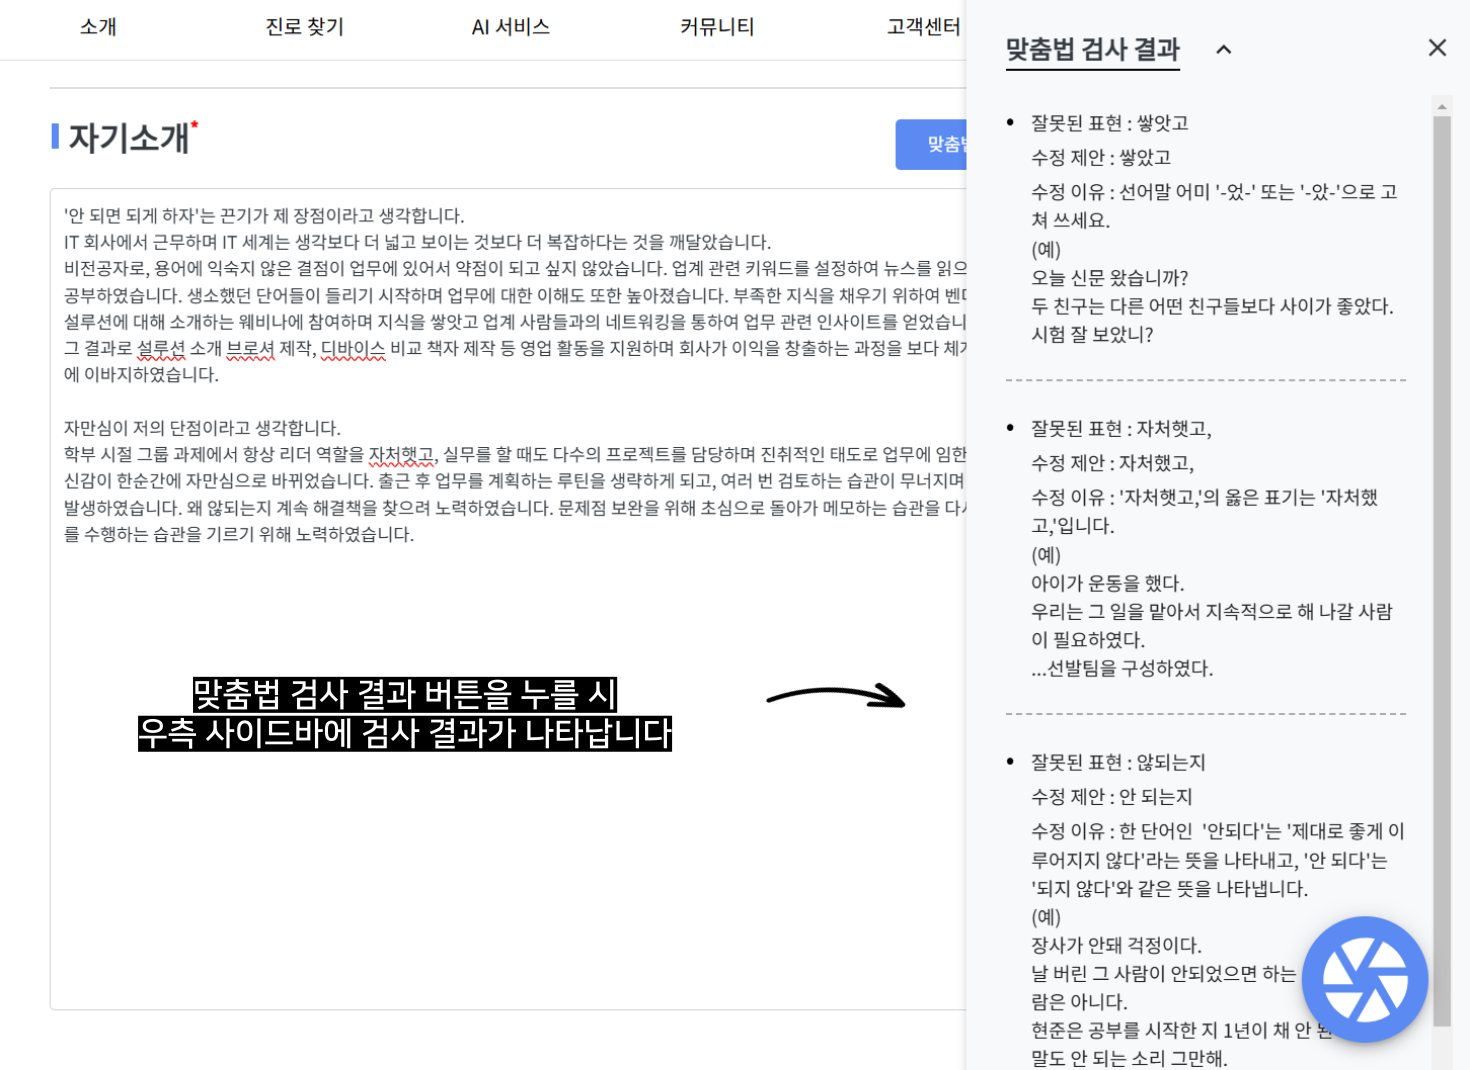 소개
진로 찾기
AI 서비스
커뮤니티
고객센터
자기소개*
'안 되면 되게 하자'는 끈기가 제 장점이라고 생각합니다.
IT 회사에서 근무하며 IT 세계는 생각보다 더 넓고 보이는 것보다 더 복잡하다는 것을 깨달았습니다.
비전공자로, 용어에 익숙지 않은 결점이 업무에 있어서 약점이 되고 싶지 않았습니다. 업계 관련 키워드를 설정하여 뉴스를 읽으
공부하였습니다. 생소했던 단어들이 들리기 시작하며 업무에 대한 이해도 또한 높아졌습니다. 부족한 지식을 채우기 위하여 벤
설루션에 대해 소개하는 웨비나에 참여하며 지식을 쌓앗고 업계 사람들과의 네트워킹을 통하여 업무 관련 인사이트를 얻었습니
그 결과로 설루션 소개 브로셔 제작, 디바이스 비교 책자 제작 등 영업 활동을 지원하며 회사가 이익을 창출하는 과정을 보다
에 이바지하였습니다.
자만심이 저의 단점이라고 생각합니다.
학부 시절 그룹 과제에서 항상 리더 역할을 자처햇고, 실무를 할 때도 다수의 프로젝트를 담당하며 진취적인 태도로 업무에 임한
신감이 한순간에 자만심으로 바뀌었습니다. 출근 후 업무를 계획하는 루틴을 생략하게 되고, 여러 번 검토하는 습관이 무너지며
발생하였습니다. 왜 않되는지 계속 해결책을 찾으려 노력하였습니다. 문제점 보완을 위해 초심으로 돌아가 메모하는 습관을
를 수행하는 습관을 기르기 위해 노력하였습니다.
맞춤법 검사 결과 버튼을 누를 시
우측 사이드바에 검사 결과가 나타납니다
맞춤법 검사 결과
잘못된 표현 : 쌓앗고
수정 제안 : 쌓았고
수정 이유 : 선어말 어미 '-었-' 또는 '-았-'으로 고
쳐 쓰세요.
(예)
오늘 신문 왔습니까?
두 친구는 다른 어떤 친구들보다 사이가 좋았다.
시험 잘 보았니?
잘못된 표현 : 자처햇고,
수정 제안 : 자처했고,
수정 이유 : '자처햇고,'의 옳은 표기는 '자처했
고,'입니다.
(예)
아이가 운동을 했다.
우리는 그 일을 맡아서 지속적으로 해 나갈 사람
이 필요하였다.
...선발팀을 구성하였다.
잘못된 표현 : 않되는지
수정 제안 : 안 되는지
수정 이유 : 한 단어인 '안되다'는 '제대로 좋게 이
루어지지 않다'라는 뜻을 나타내고, '안 되다'는
'되지 않다'와 같은 뜻을 나타냅니다.
(예)
장사가 안돼 걱정이다.
날 버린 그 사람이 안되었으면 하는
람은 아니다.
현준은 공부를 시작한 지 1년이 채 안
말도 안 되는 소리 그만해.